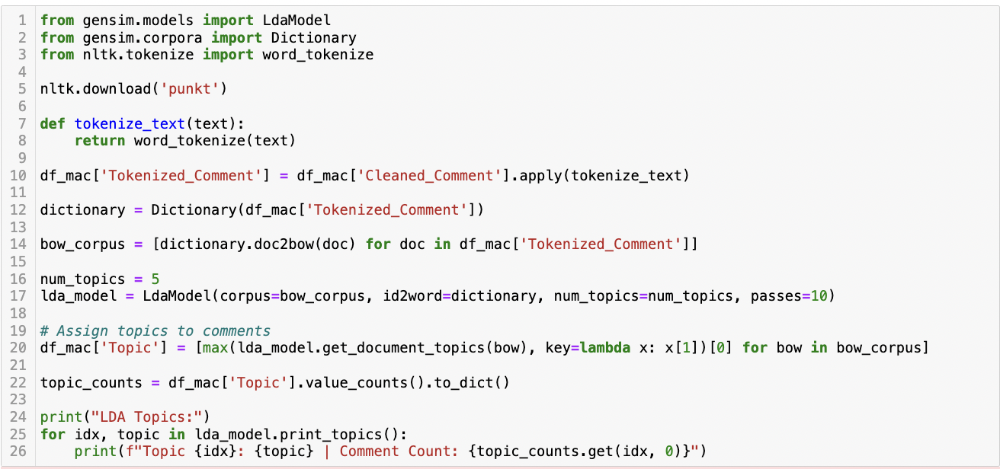 1 from gensim.models import LdaModel
2 from gensim.corpora import Dictionary
3 from nltk.tokenize import word_tokenize
4
5 nltk.download('punkt')
6
7 def tokenize_text(text):
8     return word_tokenize(text)
9
10 df_mac['Tokenized_Comment'] = df_mac['Cleaned_Comment'].apply(tokenize_text)
11
12 dictionary = Dictionary(df_mac['Tokenized_Comment'])
13
14 bow_corpus = [dictionary.doc2bow(doc) for doc in df_mac['Tokenized_Comment']]
15
16 num_topics = 5
17 lda_model = LdaModel(corpus=bow_corpus, id2word=dictionary, num_topics=num_topics, passes=10)
18
19 # Assign topics to comments
20 df_mac['Topic'] = [max(lda_model.get_document_topics(bow), key=lambda x: x[1])[0] for bow in bow_corpus]
21
22 topic_counts = df_mac['Topic'].value_counts().to_dict()
23
24 print("LDA Topics:")
25 for idx, topic in lda_model.print_topics():
26     print(f"Topic {idx}: {topic} | Comment Count: {topic_counts.get(idx, 0)}")